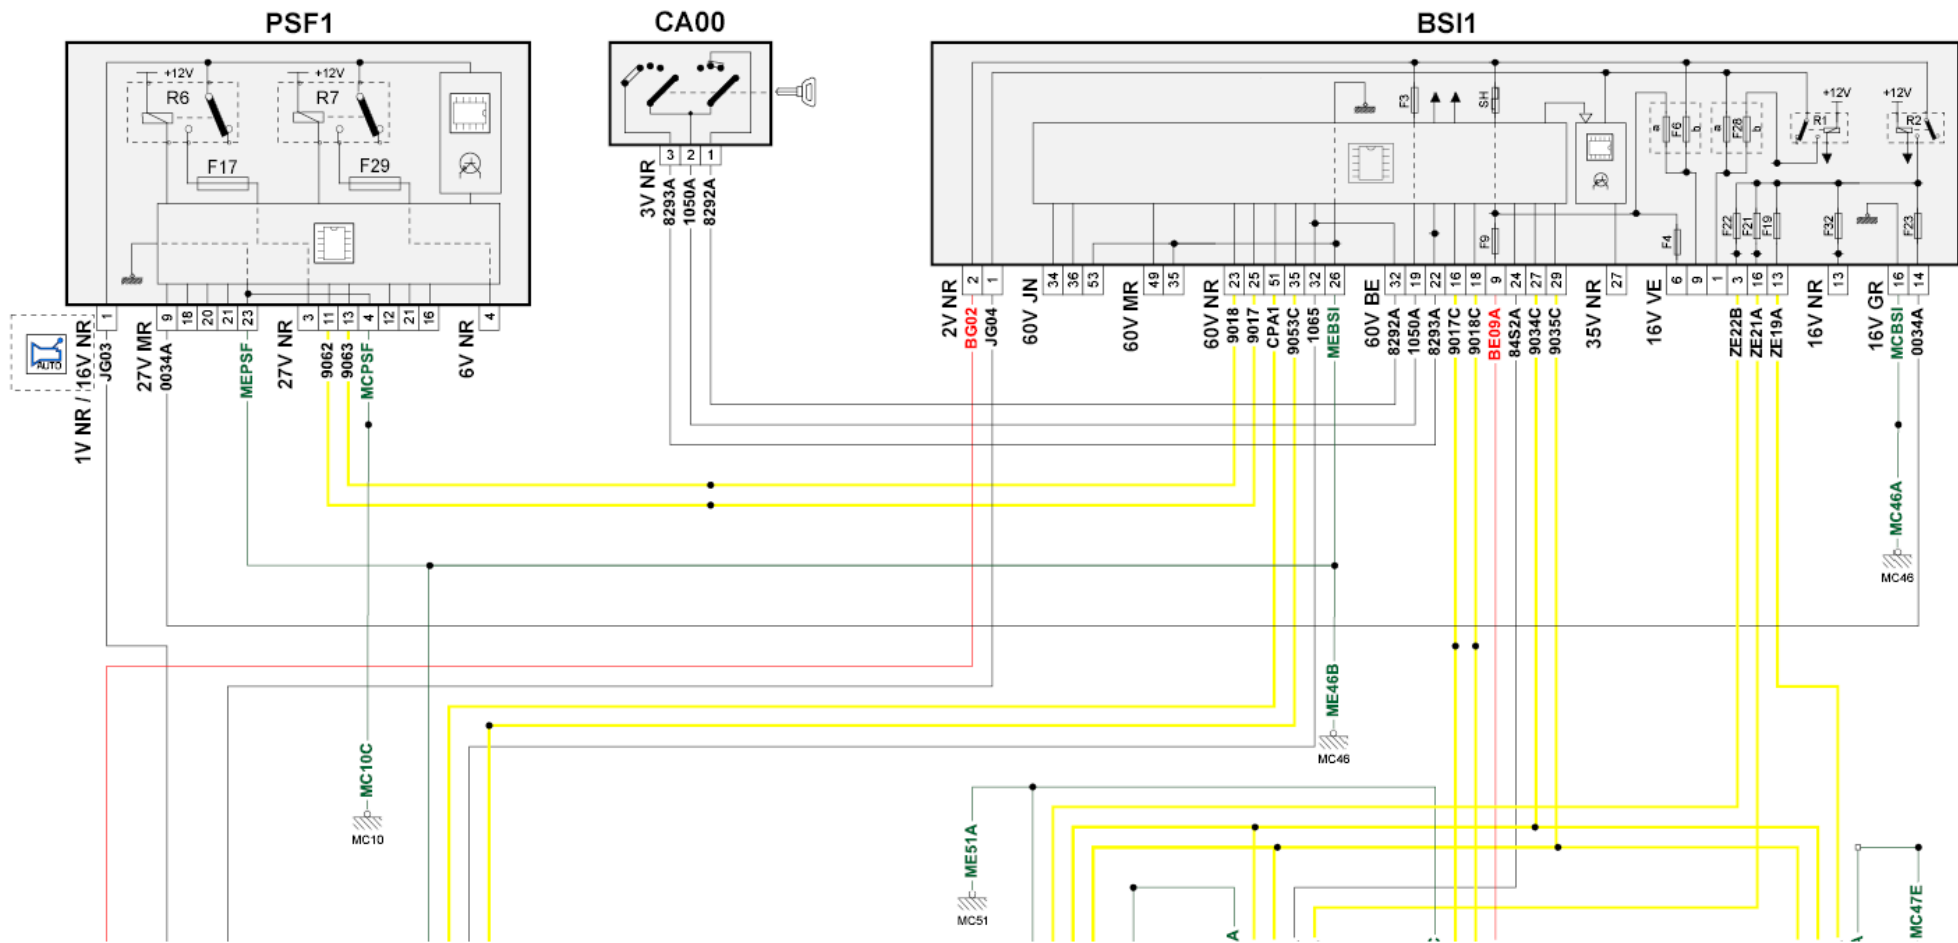 PSF1
CA00
BSI1
+12V
R6
+12V
R7
F17
F29
F3
SH
a
F6
b
a
F28
b
+12V
R1
+12V
R2
F9
F4
F22
F21
F19
F32
F23
3 2 1
3V NR
8293A
1050A
8292A
1V NR / 16V NR
1
JG03
27V MR
9 18 20 21 23
0034A
MEPSF
27V NR
3 11 13 4 12 21 16
9062
9063
MCPSF
6V NR
4
AUTO
2V NR
2 1
BG02
JG04
60V JN
34 36 53
60V MR
49 35
60V NR
23 25 51 35 32 26
9018
9017
CPA1
9053C
1065
MEBSI
60V BE
32 19 22 16 18 9 24 27 29
8292A
1050A
8293A
9017C
9018C
BE09A
84S2A
9034C
9035C
35V NR
27
16V VE
6 9 1 3 16 13
ZE22B
ZE21A
ZE19A
16V NR
13
16V GR
16 14
MCBSI
0034A
MC46A
MC46
ME46B
MC46
MC10C
MC10
ME51A
MC51
MC47E
A
A